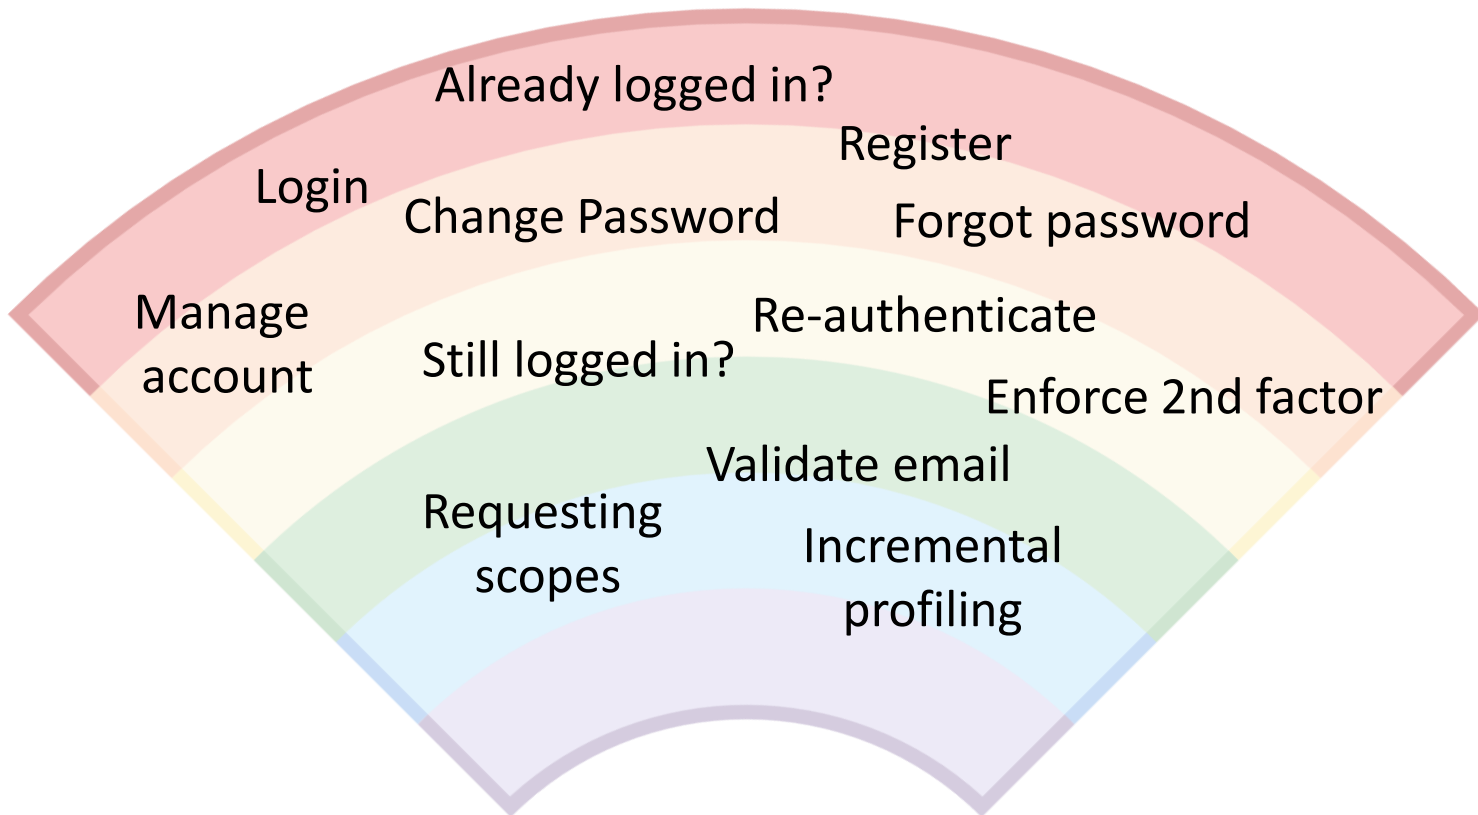 Already logged in?
Register
Login
Change Password
Forgot password
Manage
account
Re-authenticate
Still logged in?
Enforce 2nd factor
Validate email
Requesting
scopes
Incremental
profiling